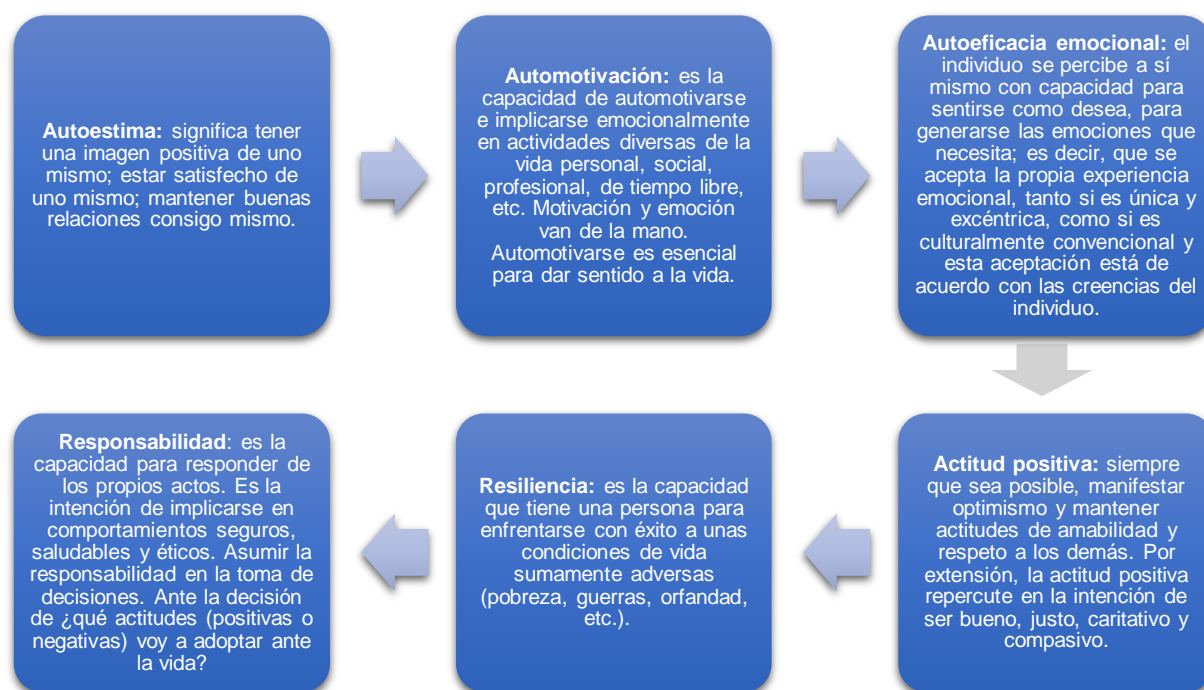 Autoestima: significa tener
una imagen positiva de uno
mismo; estar satisfecho de
uno mismo; mantener buenas
relaciones consigo mismo.
Automotivación: es la
capacidad de automotivarse
e implicarse emocionalmente
en actividades diversas de la
vida personal, social,
profesional, de tiempo libre,
etc. Motivación y emoción
van de la mano.
Automotivarse es esencial
para dar sentido a la vida.
Autoeficacia emocional: el
individuo se percibe a sí
mismo con capacidad para
sentirse como desea, para
generarse las emociones que
necesita; es decir, que se
acepta la propia experiencia
emocional, tanto si es única y
excéntrica, como si es
culturalmente convencional y
esta aceptación está de
acuerdo con las creencias del
individuo.
Actitud positiva: siempre
que sea posible, manifestar
optimismo y mantener
actitudes de amabilidad y
respeto a los demás. Por
extensión, la actitud positiva
repercute en la intención de
ser bueno, justo, caritativo y
compasivo.
Resiliencia: es la capacidad
que tiene una persona para
enfrentarse con éxito a unas
condiciones de vida
sumamente adversas
(pobreza, guerras, orfandad,
etc.).
Responsabilidad: es la
capacidad para responder de
los propios actos. Es la
intención de implicarse en
comportamientos seguros,
saludables y éticos. Asumir la
responsabilidad en la toma de
decisiones. Ante la decisión
de ¿qué actitudes (positivas o
negativas) voy a adoptar ante
la vida?